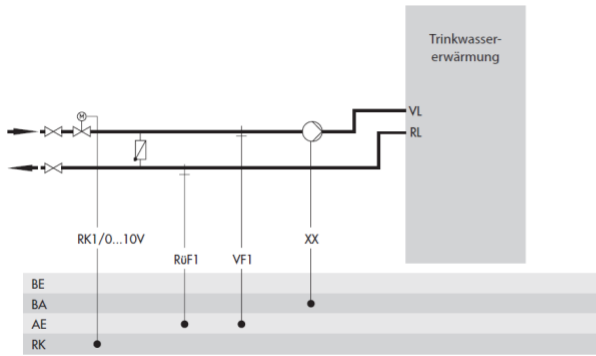 Trinkwasser-
erwärmung
M
VL
RL
RK1/0...10V
RüF1
VF1
XX
BE
BA
AE
RK